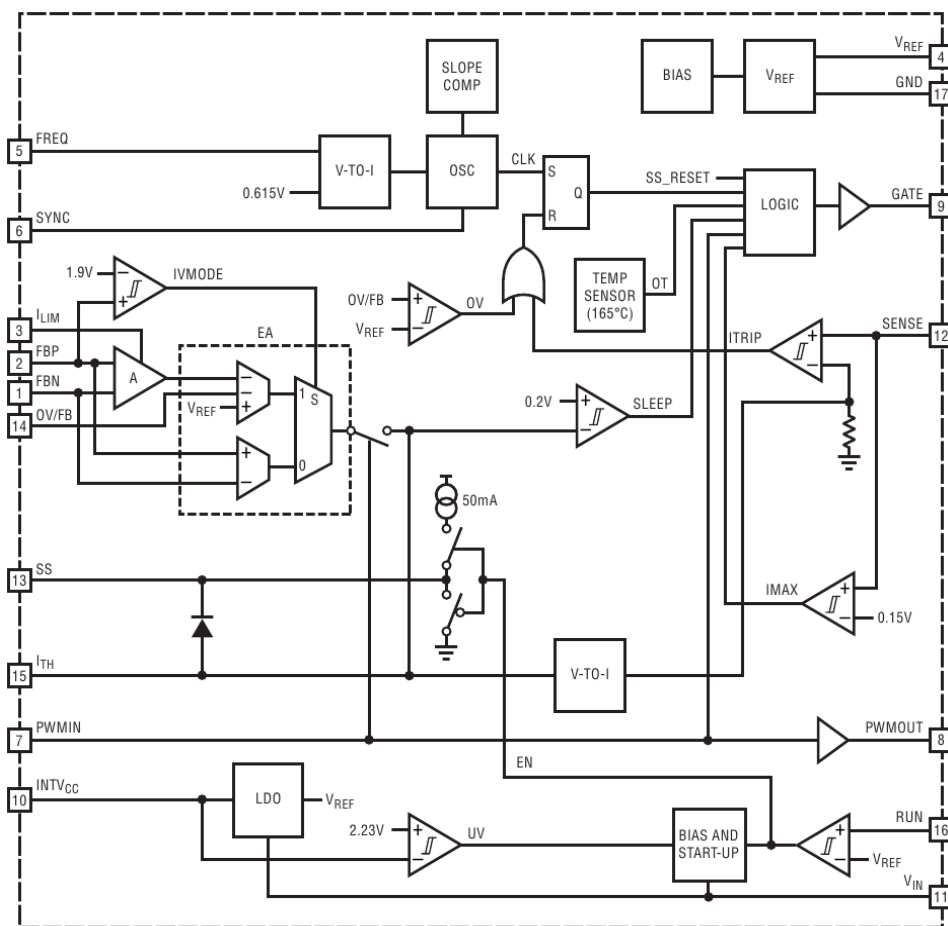 SLOPE
COMP
BIAS
VREF
VREF
4
GND
17
5
FREQ
V-TO-I
OSC
CLK
S
Q
R
0.615V
SS_RESET
LOGIC
GATE
9
6
SYNC
1.9V
−
+
IVMODE
TEMP
SENSOR
(165°C)
OT
OV/FB
+
VREF
−
OV
3
ILIM
2
FBP
1
FBN
14
OV/FB
A
EA
−
−
VREF
+
1
S
+
−
0
ITRIP
+
−
SENSE
12
0.2V
+
−
SLEEP
50mA
13
SS
IMAX
+
−
0.15V
15
ITH
V-TO-I
7
PWMIN
PWMOUT
8
EN
10
INTVCC
LDO
VREF
2.23V
+
−
UV
BIAS AND
START-UP
+
−
RUN
16
VREF
VIN
11